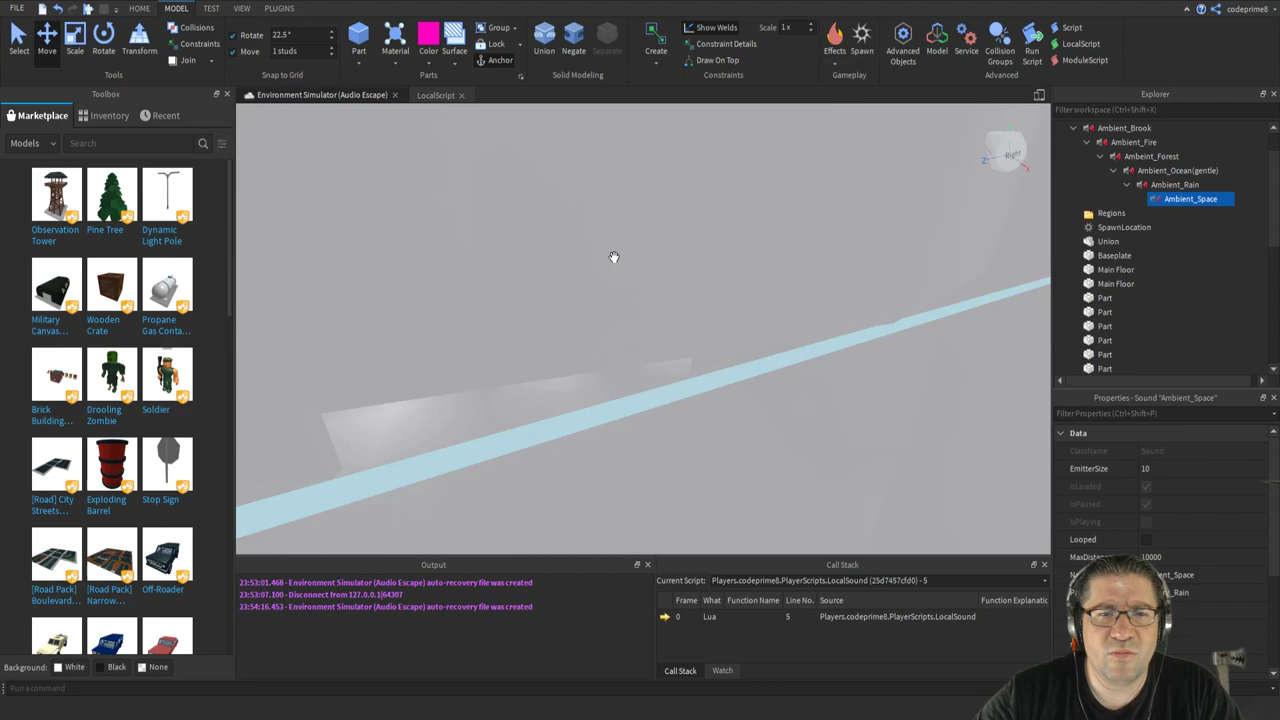 FILE HOME MODEL TEST VIEW PLUGINS codeprime8
Select Move Scale Rotate Transform
Collisions
Constraints
Join
Tools
Rotate 22.5°
Move 1 studs
Snap to Grid
Part Material Color Surface
Group
Lock
Anchor
Parts
Union Negate Separate
Solid Modeling
Create
Show Welds
Constraint Details
Draw On Top
Scale 1x
Constraints
Effects Spawn
Gameplay
Advanced Objects
Model
Service
Collision Groups
Run Script
Script
LocalScript
ModuleScript
Advanced
Toolbox
Marketplace Inventory Recent
Models Search
Observation Tower
Pine Tree
Dynamic Light Pole
Military Canvas...
Wooden Crate
Propane Gas Conta...
Brick Building...
Drooling Zombie
Soldier
[Road] City Streets...
Exploding Barrel
Stop Sign
[Road Pack] Boulevard...
[Road Pack] Narrow...
Off-Roader
Background: White Black None
Run a command
Environment Simulator (Audio Escape) LocalScript
Right
Z
X
Output
23:53:01.468 - Environment Simulator (Audio Escape) auto-recovery file was created
23:53:07.100 - Disconnect from 127.0.0.1|64307
23:54:16.453 - Environment Simulator (Audio Escape) auto-recovery file was created
Call Stack
Current Script: Players.codeprime8.PlayerScripts.LocalSound (25d7457cfd0) - 5
Frame What Function Name Line No. Source Function Explanatic
0 Lua 5 Players.codeprime8.PlayerScripts.LocalSound
Call Stack Watch
Explorer
Filter workspace (Ctrl+Shift+X)
Ambient_Brook
Ambient_Fire
Ambeint_Forest
Ambient_Ocean(gentle)
Ambient_Rain
Ambient_Space
Regions
SpawnLocation
Union
Baseplate
Main Floor
Main Floor
Part
Part
Part
Part
Part
Part
Properties - Sound "Ambient_Space"
Filter Properties (Ctrl+Shift+P)
Data
ClassName Sound
EmitterSize 10
IsLoaded
IsPaused
IsPlaying
Looped
MaxDistan 10000